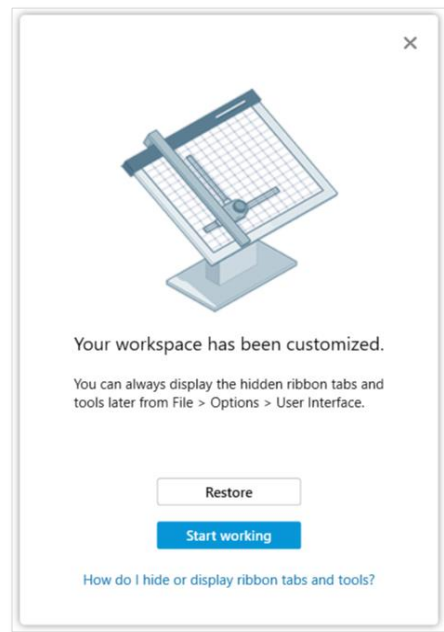 Your workspace has been customized.
You can always display the hidden ribbon tabs and
tools later from File > Options > User Interface.
Restore
Start working
How do I hide or display ribbon tabs and tools?